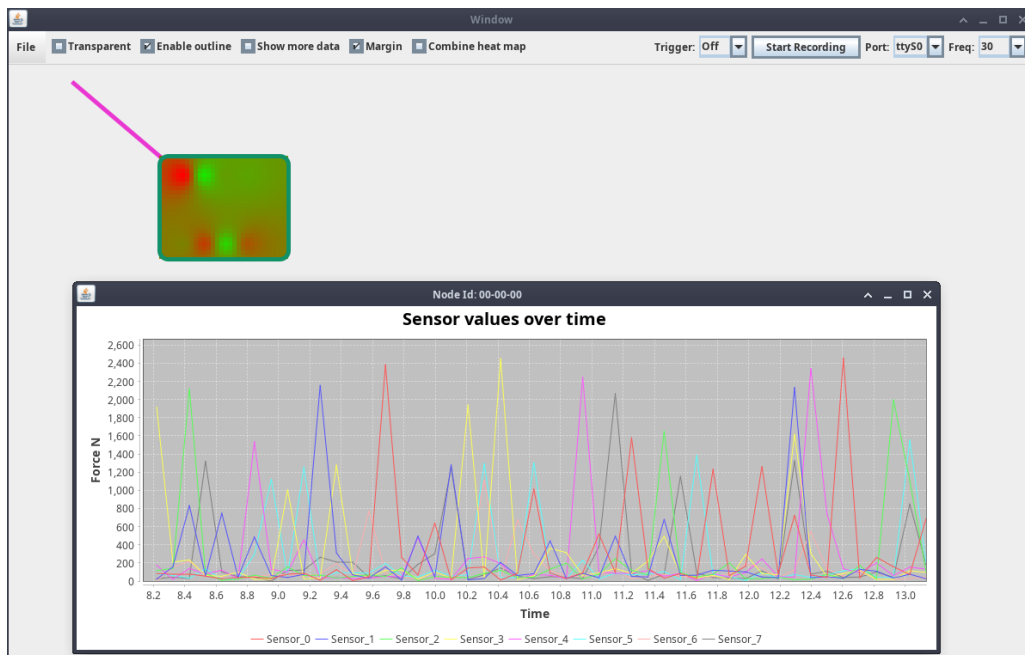 Window
File Transparent Enable outline Show more data Margin Combine heat map Trigger: Off Start Recording Port: ttyS0 Freq: 30
Node Id: 00-00-00
Sensor values over time
2,600
2,400
2,200
2,000
1,800
1,600
1,400
1,200
1,000
800
600
400
200
0
Force N
8.2 8.4 8.6 8.8 9.0 9.2 9.4 9.6 9.8 10.0 10.2 10.4 10.6 10.8 11.0 11.2 11.4 11.6 11.8 12.0 12.2 12.4 12.6 12.8 13.0
Time
Sensor_0 Sensor_1 Sensor_2 Sensor_3 Sensor_4 Sensor_5 Sensor_6 Sensor_7